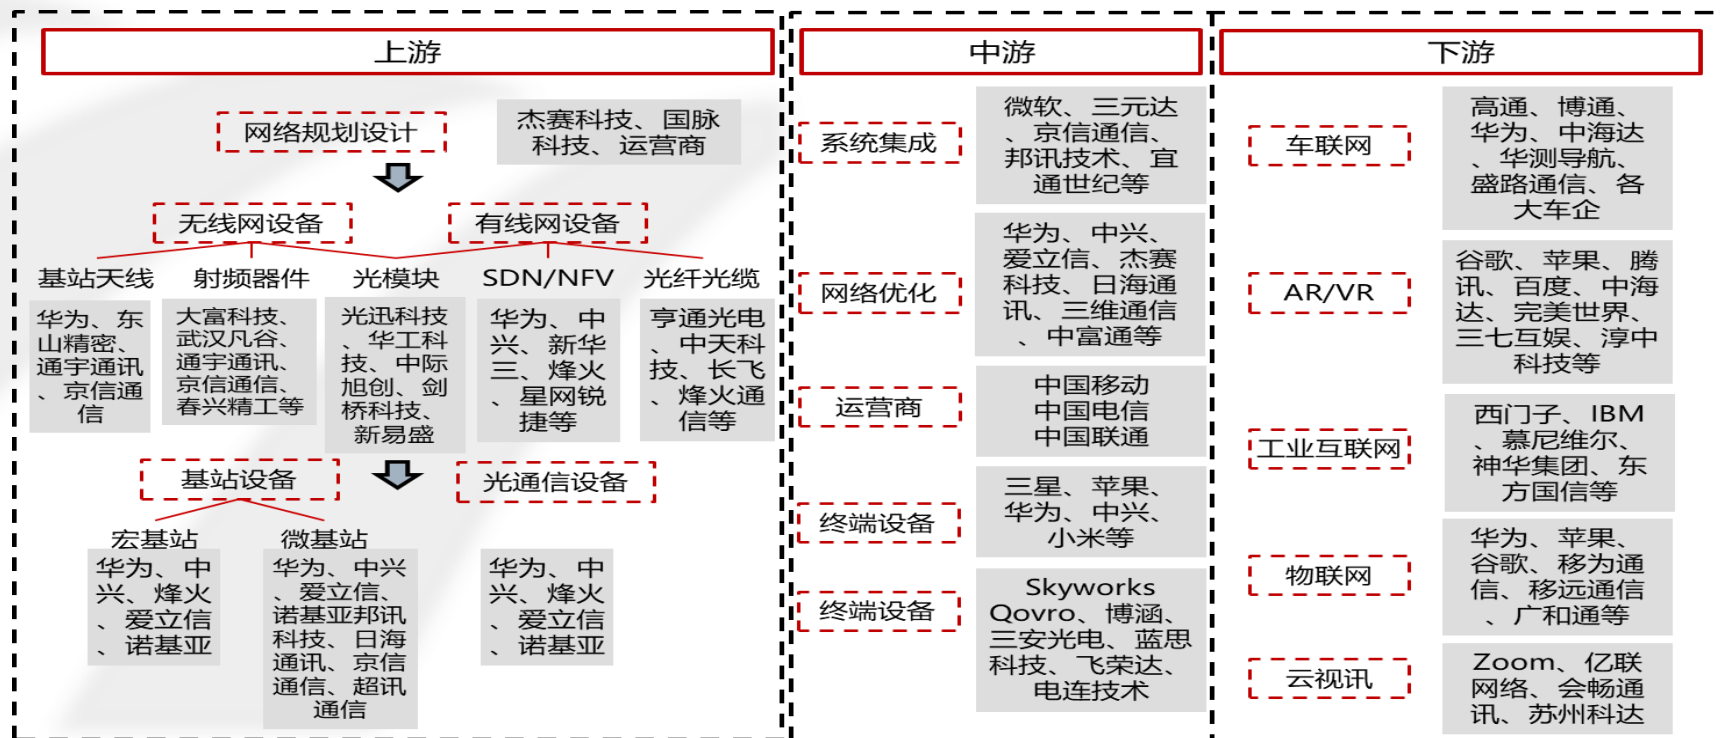 上游
网络规划设计
杰赛科技、国脉
科技、运营商
无线网设备
有线网设备
基站天线
华为、东
山精密、
通宇通讯
、京信通
信
射频器件
大富科技、
武汉凡谷、
通宇通讯、
京信通信、
春兴精工等
光模块
光迅科技
、华工科
技、中际
旭创、剑
桥科技、
新易盛
SDN/NFV
华为、中
兴、新华
三、烽火
、星网锐
捷等
光纤光缆
亨通光电
、中天科
技、长飞
、烽火通
信等
基站设备
光通信设备
宏基站
华为、中
兴、烽火
、爱立信
、诺基亚
微基站
华为、中兴
、爱立信、
诺基亚邦讯
科技、日海
通讯、京信
通信、超讯
通信
华为、中
兴、烽火
、爱立信
、诺基亚
中游
系统集成
微软、三元达
、京信通信、
邦讯技术、宜
通世纪等
网络优化
华为、中兴、
爱立信、杰赛
科技、日海通
讯、三维通信
、中富通等
运营商
中国移动
中国电信
中国联通
终端设备
三星、苹果、
华为、中兴、
小米等
终端设备
Skyworks
Qovro、博涵、
三安光电、蓝思
科技、飞荣达、
电连技术
下游
车联网
高通、博通、
华为、中海达
、华测导航、
盛路通信、各
大车企
AR/VR
谷歌、苹果、腾
讯、百度、中海
达、完美世界、
三七互娱、淳中
科技等
工业互联网
西门子、IBM
、慕尼维尔、
神华集团、东
方国信等
物联网
华为、苹果、
谷歌、移为通
信、移远通信
、广和通等
云视讯
Zoom、亿联
网络、会畅通
讯、苏州科达